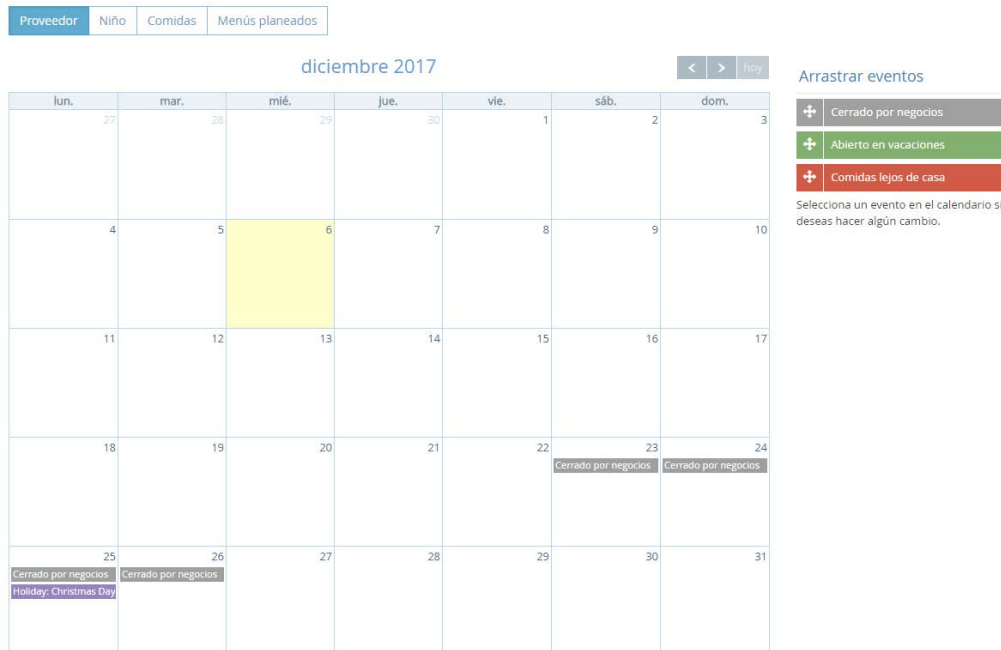 Proveedor Niño Comidas Menús planeados
diciembre 2017
hoy
lun. mar. mié. jue. vie. sáb. dom.
27 28 29 30 1 2 3
4 5 6 7 8 9 10
11 12 13 14 15 16 17
18 19 20 21 22 23 24
Cerrado por negocios Cerrado por negocios
25 26 27 28 29 30 31
Cerrado por negocios Cerrado por negocios
Holiday: Christmas Day
Arrastrar eventos
Cerrado por negocios
Abierto en vacaciones
Comidas lejos de casa
Selecciona un evento en el calendario si
deseas hacer algún cambio.